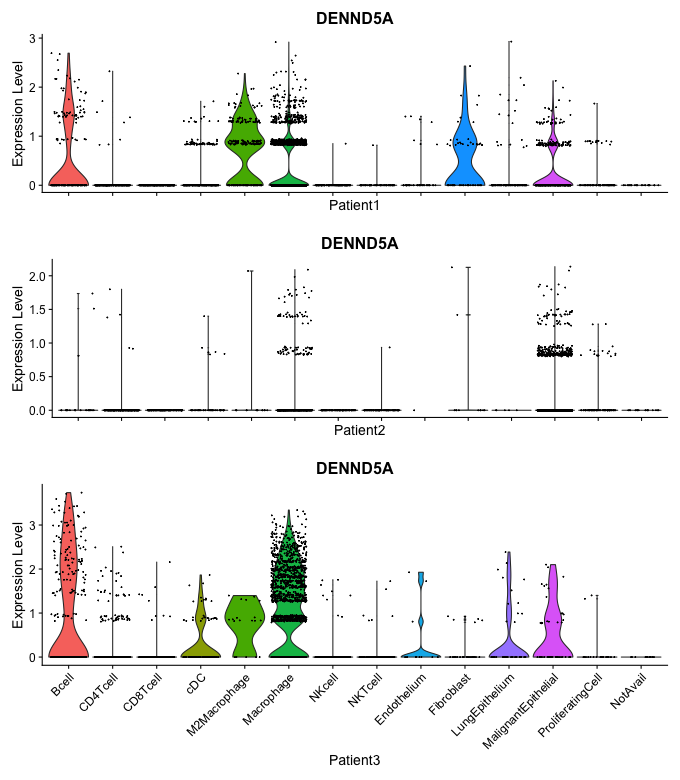 DENND5A
Expression Level
3
2
1
0
Patient1
DENND5A
Expression Level
2.0
1.5
1.0
0.5
0.0
Patient2
DENND5A
Expression Level
3
2
1
0
Bcell
CD4Tcell
CD8Tcell
cDC
M2Macrophage
Macrophage
NKcell
NKTcell
Endothelium
Fibroblast
LungEpithelium
MalignantEpithelial
ProliferatingCell
NotAvail
Patient3